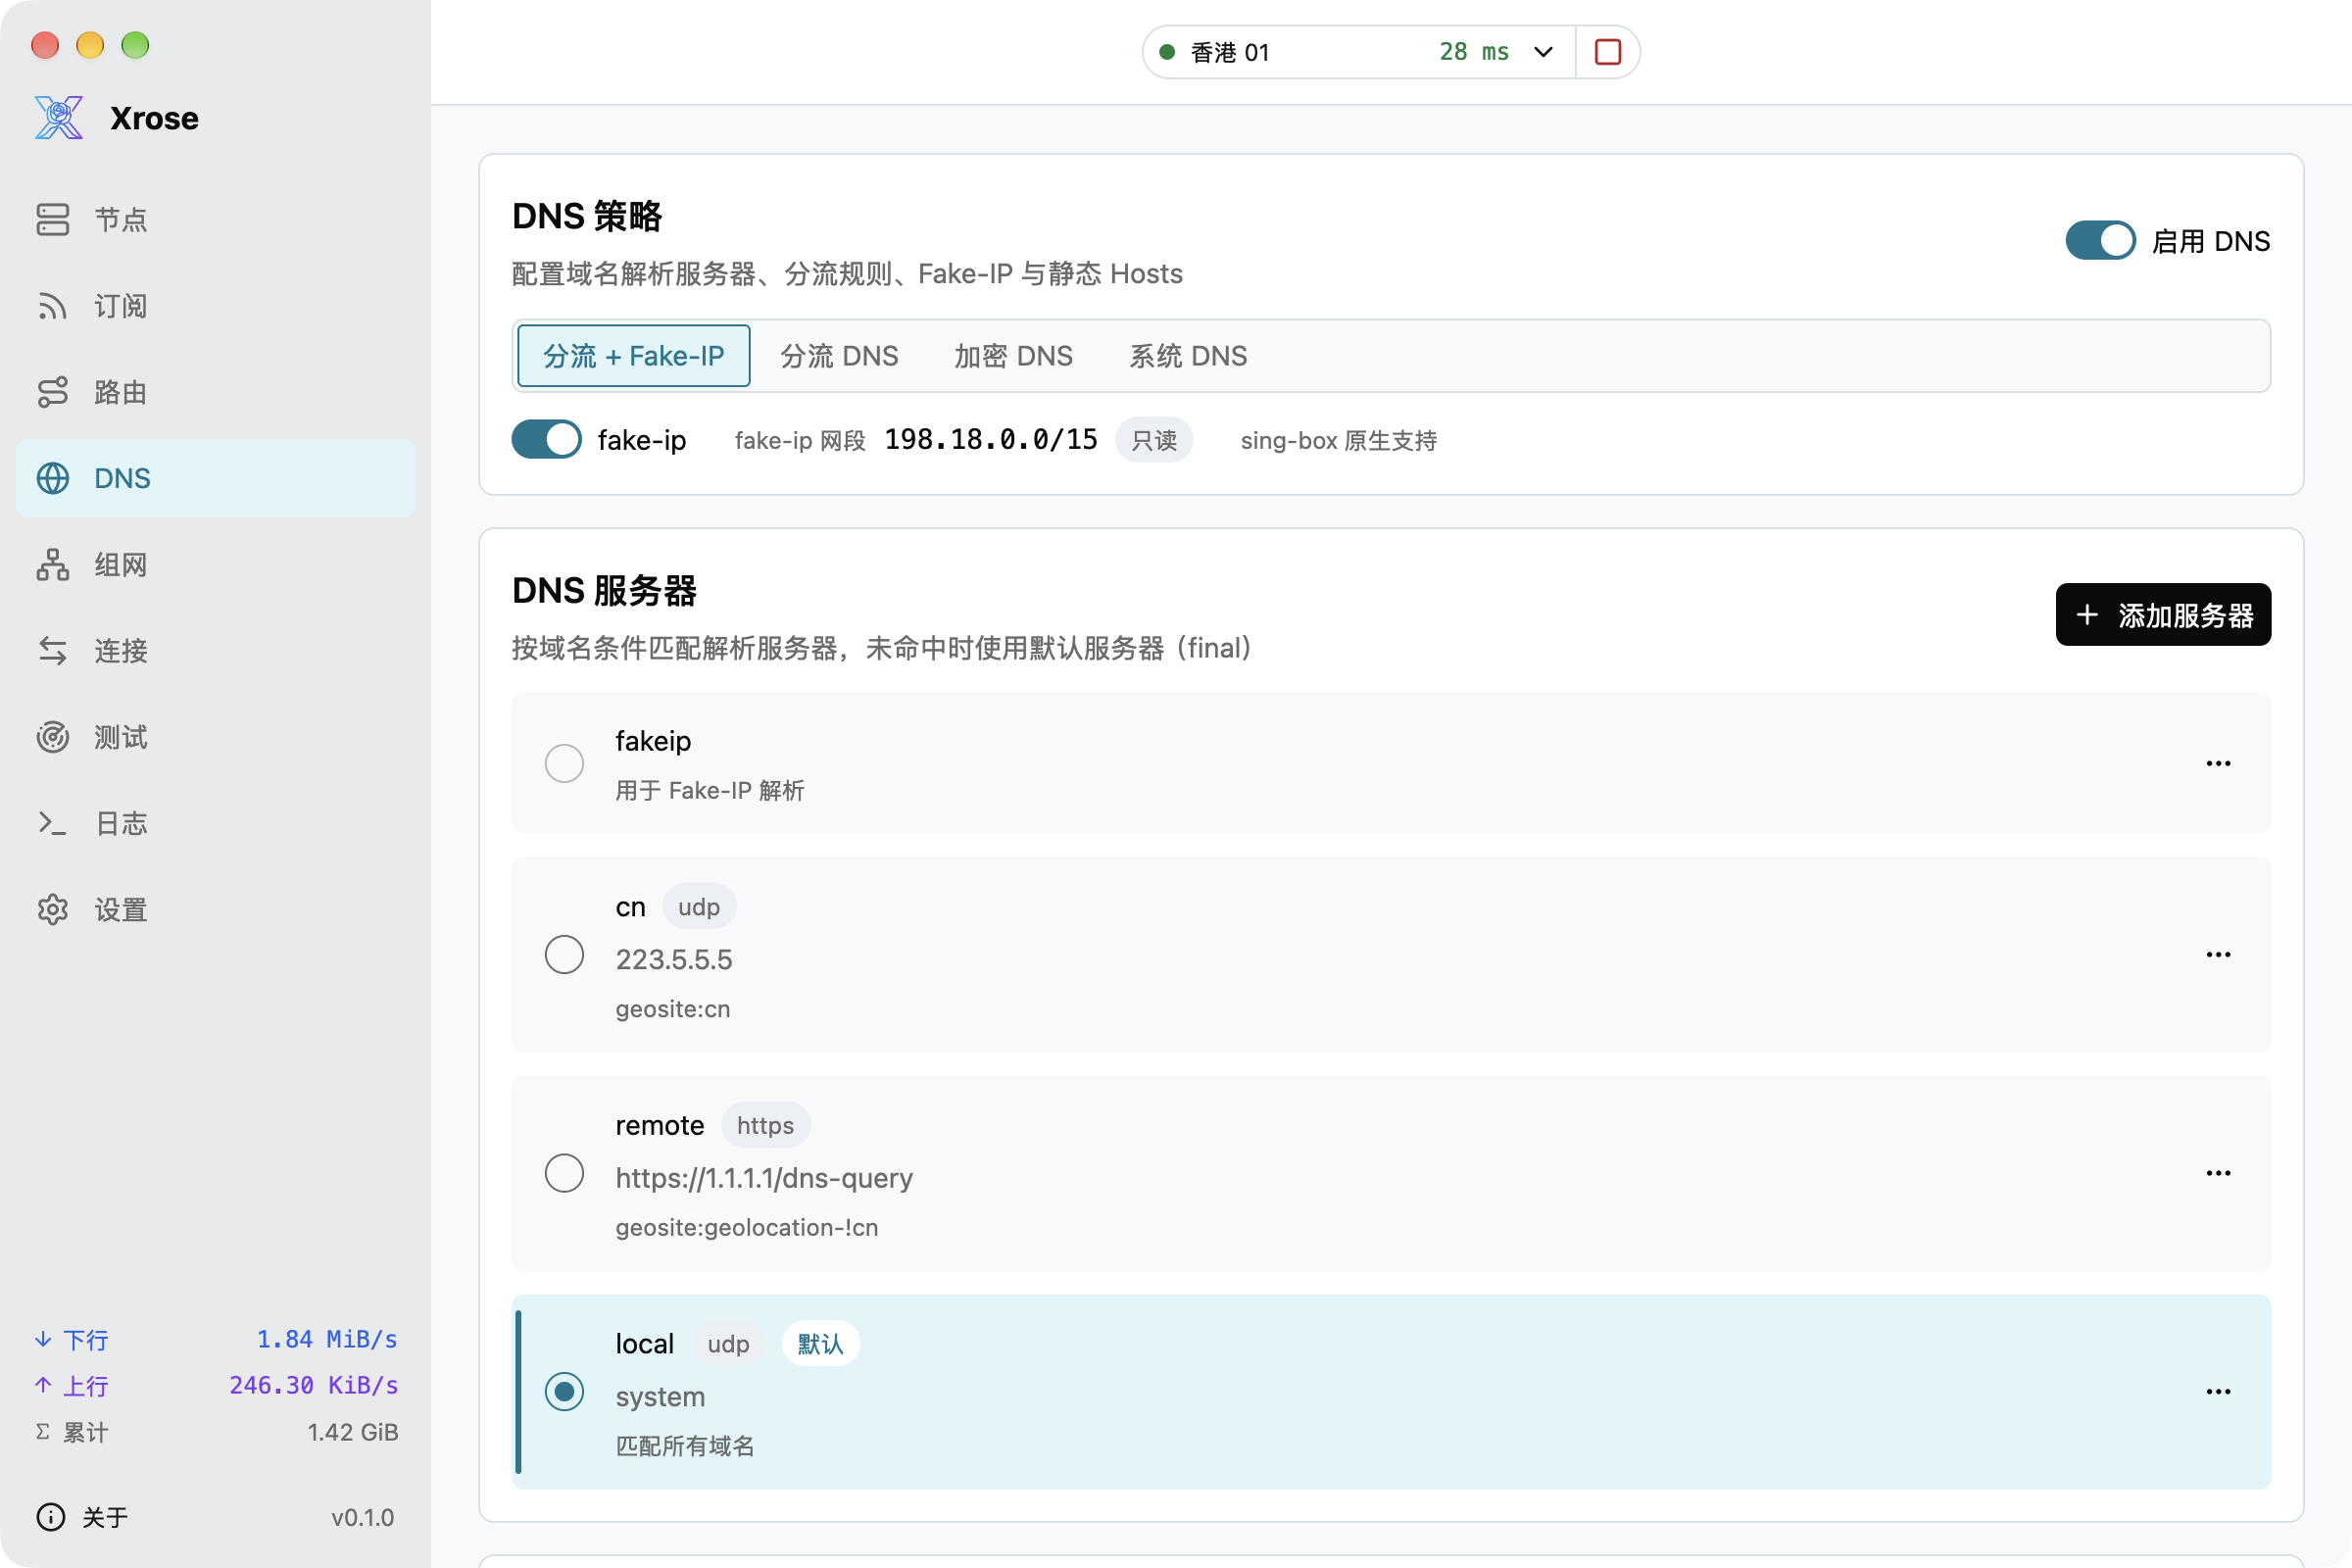 Xrose
节点
订阅
路由
DNS
组网
连接
测试
日志
设置
下行 1.84 MiB/s
上行 246.30 KiB/s
Σ 累计 1.42 GiB
关于 v0.1.0
香港 01 28 ms
DNS 策略
配置域名解析服务器、分流规则、Fake-IP 与静态 Hosts
启用 DNS
分流 + Fake-IP 分流 DNS 加密 DNS 系统 DNS
fake-ip fake-ip 网段 198.18.0.0/15 只读 sing-box 原生支持
DNS 服务器
按域名条件匹配解析服务器，未命中时使用默认服务器（final）
添加服务器
fakeip
用于 Fake-IP 解析
cn udp
223.5.5.5
geosite:cn
remote https
https://1.1.1.1/dns-query
geosite:geolocation-!cn
local udp 默认
system
匹配所有域名